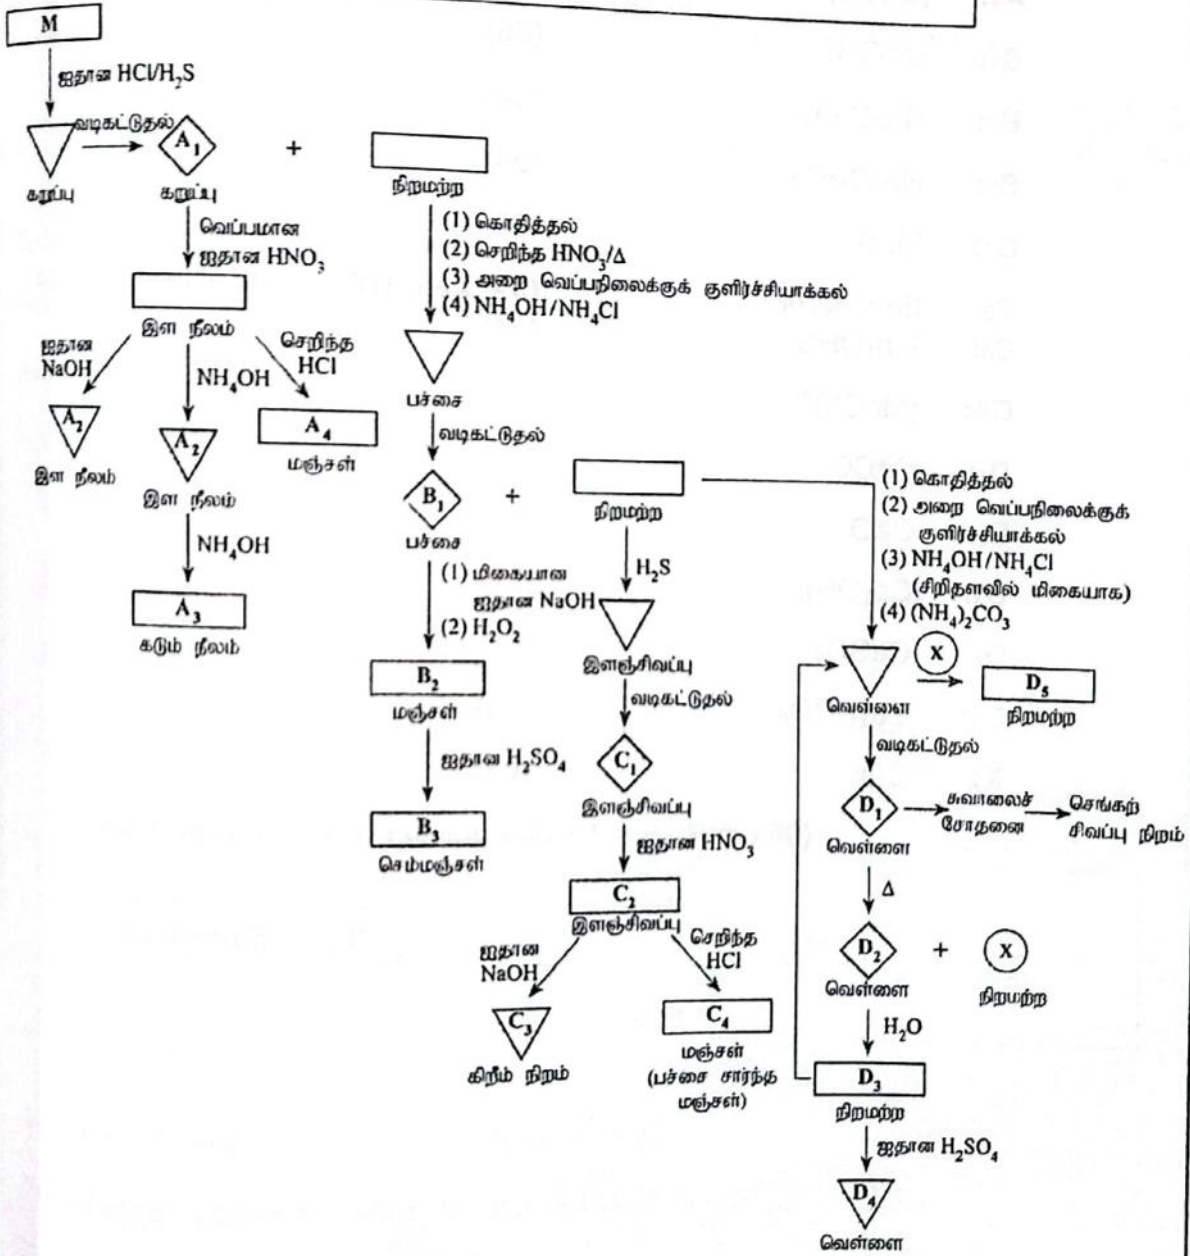 M
ஐதான HCl/H₂S
வடிகட்டுதல்
A₁
+
கறுப்பு
கறுப்பு
நிறமற்ற
வெப்பமான
ஐதான HNO₃
(1) கொதித்தல்
(2) செறிந்த HNO₃/Δ
(3) அறை வெப்பநிலைக்குக் குளிர்ச்சியாக்கல்
(4) NH₄OH/NH₄Cl
இள நீலம்
ஐதான
NaOH
NH₄OH
செறிந்த
HCl
பச்சை
A₂
இள நீலம்
A₂
இள நீலம்
A₄
மஞ்சள்
வடிகட்டுதல்
B₁
+
பச்சை
நிறமற்ற
(1) கொதித்தல்
(2) அறை வெப்பநிலைக்குக்
குளிர்ச்சியாக்கல்
(3) NH₄OH/NH₄Cl
(சிறிதளவில் மிகையாக)
(4) (NH₄)₂CO₃
NH₄OH
A₃
கடும் நீலம்
(1) மிகையான
ஐதான NaOH
(2) H₂O₂
H₂S
இளஞ்சிவப்பு
B₂
மஞ்சள்
வடிகட்டுதல்
X
D₅
வெள்ளை
நிறமற்ற
ஐதான H₂SO₄
B₃
செம்மஞ்சள்
C₁
இளஞ்சிவப்பு
வடிகட்டுதல்
D₁
வெள்ளை
சுவாலைச்
சோதனை
செங்கற்
சிவப்பு நிறம்
ஐதான HNO₃
C₂
இளஞ்சிவப்பு
Δ
D₂
+
X
வெள்ளை
நிறமற்ற
ஐதான
NaOH
செறிந்த
HCl
C₃
கிறீம் நிறம்
C₄
மஞ்சள்
(பச்சை சார்ந்த
மஞ்சள்)
H₂O
D₃
நிறமற்ற
ஐதான H₂SO₄
D₄
வெள்ளை